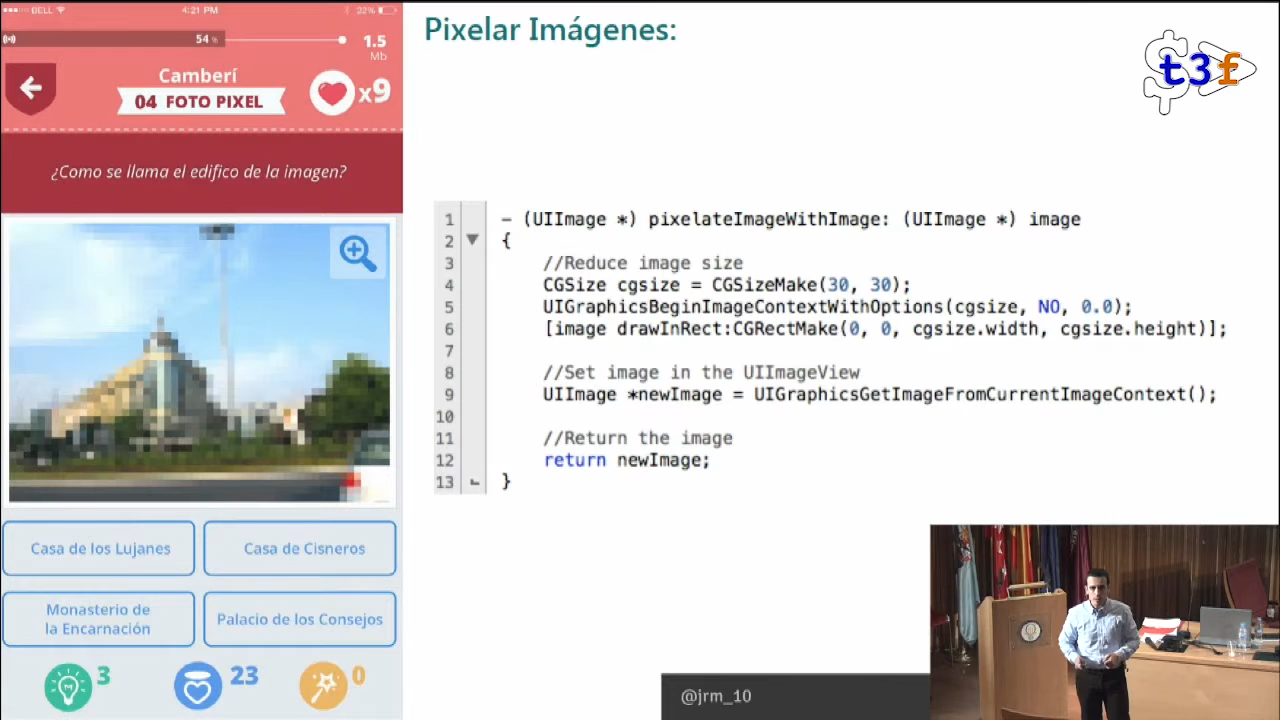 BELL 4:21 PM 22%
54 %
1.5
Mb
Camberí
04 FOTO PIXEL
x9
¿Como se llama el edifico de la imagen?
Casa de los Lujanes
Casa de Cisneros
Monasterio de
la Encarnación
Palacio de los Consejos
3
23
0
Pixelar Imágenes:
t3f
1 – (UIImage *) pixelateImageWithImage: (UIImage *) image
2 {
3 //Reduce image size
4 CGSize cgsize = CGSizeMake(30, 30);
5 UIGraphicsBeginImageContextWithOptions(cgsize, NO, 0.0);
6 [image drawInRect:CGRectMake(0, 0, cgsize.width, cgsize.height)];
7
8 //Set image in the UIImageView
9 UIImage *newImage = UIGraphicsGetImageFromCurrentImageContext();
10
11 //Return the image
12 return newImage;
13 }
@jrm_10